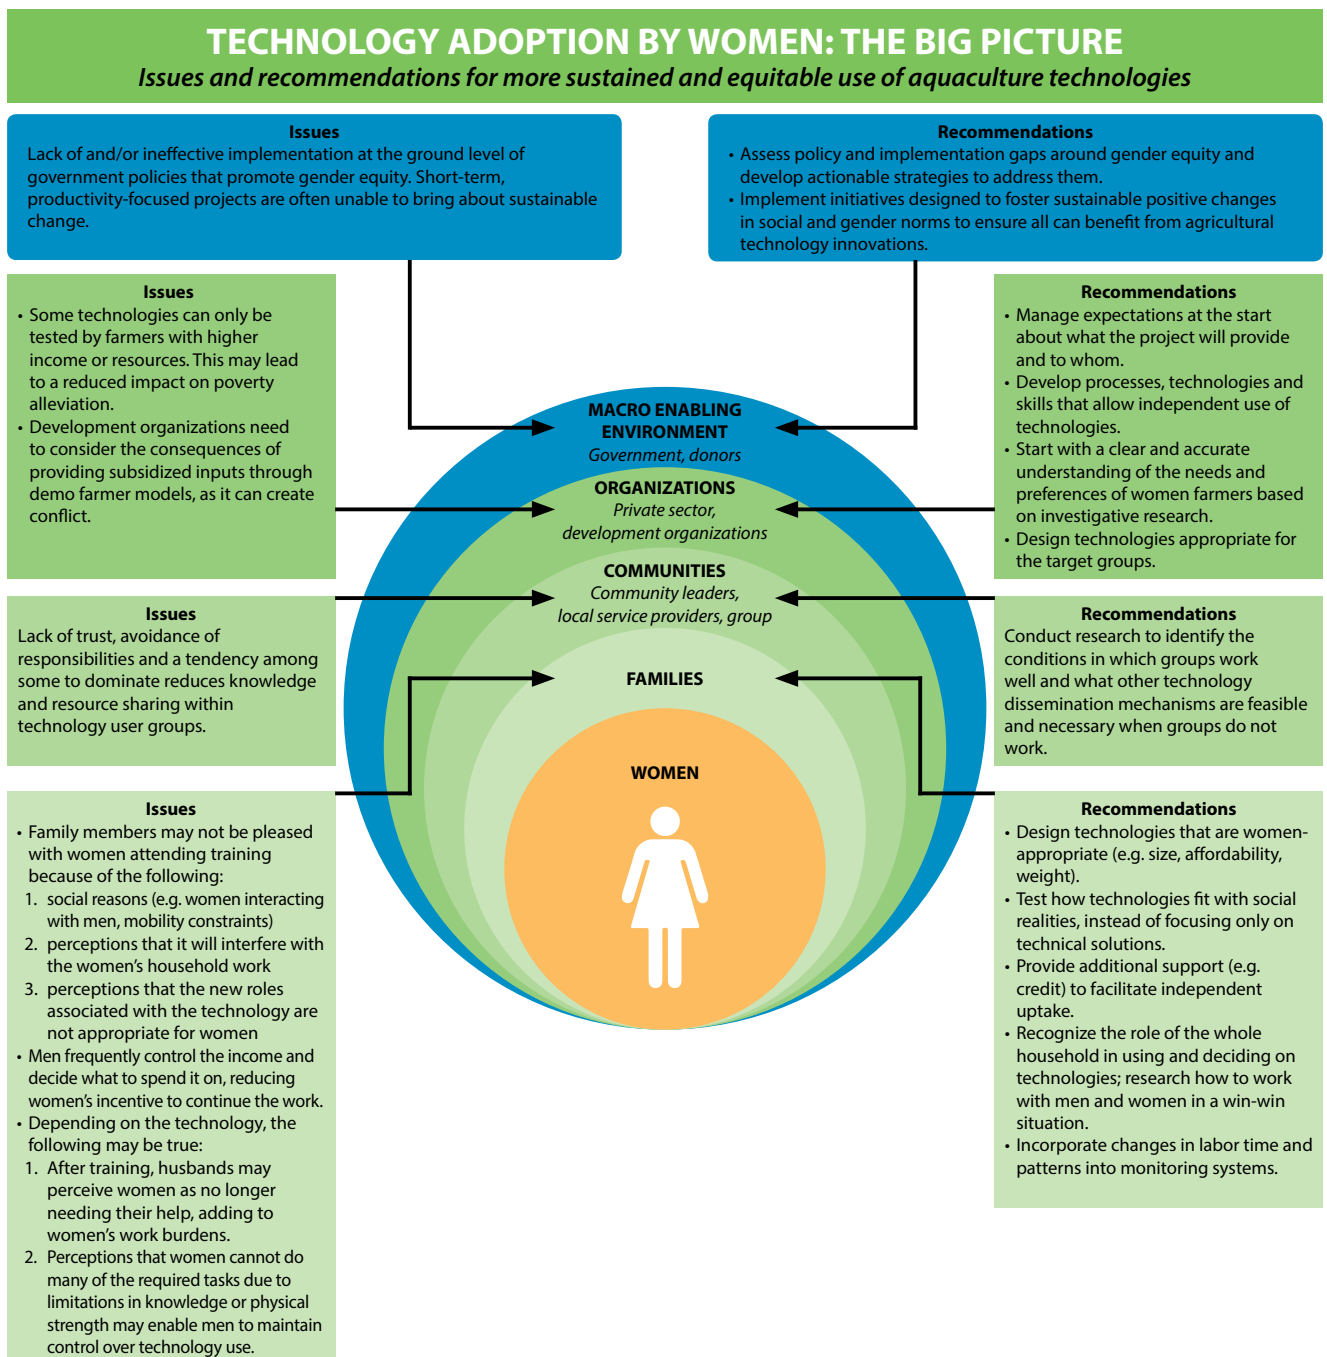 TECHNOLOGY ADOPTION BY WOMEN: THE BIG PICTURE
Issues and recommendations for more sustained and equitable use of aquaculture technologies
Issues
Lack of and/or ineffective implementation at the ground level of
government policies that promote gender equity. Short-term,
productivity-focused projects are often unable to bring about sustainable
change.
Recommendations
• Assess policy and implementation gaps around gender equity and
develop actionable strategies to address them.
• Implement initiatives designed to foster sustainable positive changes
in social and gender norms to ensure all can benefit from agricultural
technology innovations.
Issues
• Some technologies can only be
tested by farmers with higher
income or resources. This may lead
to a reduced impact on poverty
alleviation.
• Development organizations need
to consider the consequences of
providing subsidized inputs through
demo farmer models, as it can create
conflict.
Recommendations
• Manage expectations at the start
about what the project will provide
and to whom.
• Develop processes, technologies and
skills that allow independent use of
technologies.
• Start with a clear and accurate
understanding of the needs and
preferences of women farmers based
on investigative research.
• Design technologies appropriate for
the target groups.
MACRO ENABLING
ENVIRONMENT
Government, donors
ORGANIZATIONS
Private sector,
development organizations
COMMUNITIES
Community leaders,
local service providers, group
FAMILIES
WOMEN
Issues
Lack of trust, avoidance of
responsibilities and a tendency among
some to dominate reduces knowledge
and resource sharing within
technology user groups.
Recommendations
Conduct research to identify the
conditions in which groups work
well and what other technology
dissemination mechanisms are feasible
and necessary when groups do not
work.
Issues
• Family members may not be pleased
with women attending training
because of the following:
1. social reasons (e.g. women interacting
with men, mobility constraints)
2. perceptions that it will interfere with
the women's household work
3. perceptions that the new roles
associated with the technology are
not appropriate for women
• Men frequently control the income and
decide what to spend it on, reducing
women's incentive to continue the work.
• Depending on the technology, the
following may be true:
1. After training, husbands may
perceive women as no longer
needing their help, adding to
women's work burdens.
2. Perceptions that women cannot do
many of the required tasks due to
limitations in knowledge or physical
strength may enable men to maintain
control over technology use.
Recommendations
• Design technologies that are women-
appropriate (e.g. size, affordability,
weight).
• Test how technologies fit with social
realities, instead of focusing only on
technical solutions.
• Provide additional support (e.g.
credit) to facilitate independent
uptake.
• Recognize the role of the whole
household in using and deciding on
technologies; research how to work
with men and women in a win-win
situation.
• Incorporate changes in labor time and
patterns into monitoring systems.